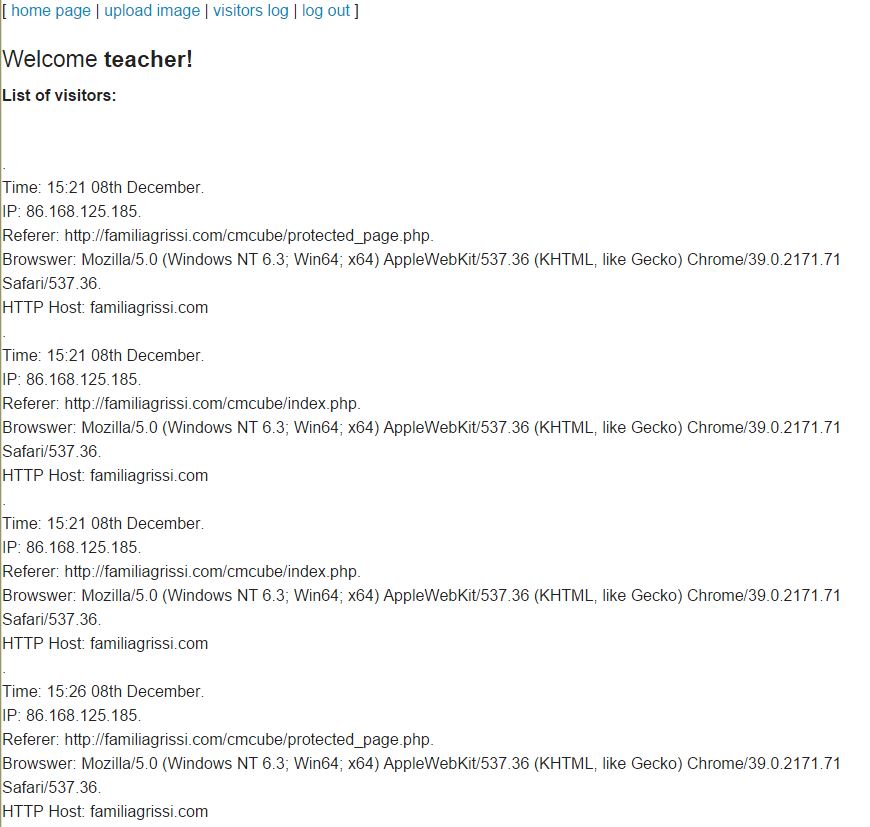 [ home page | upload image | visitors log | log out ]
Welcome teacher!
List of visitors:
.
Time: 15:21 08th December.
IP: 86.168.125.185.
Referer: http://familiagrissi.com/cmcube/protected_page.php.
Browswer: Mozilla/5.0 (Windows NT 6.3; Win64; x64) AppleWebKit/537.36 (KHTML, like Gecko) Chrome/39.0.2171.71
Safari/537.36.
HTTP Host: familiagrissi.com
.
Time: 15:21 08th December.
IP: 86.168.125.185.
Referer: http://familiagrissi.com/cmcube/index.php.
Browswer: Mozilla/5.0 (Windows NT 6.3; Win64; x64) AppleWebKit/537.36 (KHTML, like Gecko) Chrome/39.0.2171.71
Safari/537.36.
HTTP Host: familiagrissi.com
.
Time: 15:21 08th December.
IP: 86.168.125.185.
Referer: http://familiagrissi.com/cmcube/index.php.
Browswer: Mozilla/5.0 (Windows NT 6.3; Win64; x64) AppleWebKit/537.36 (KHTML, like Gecko) Chrome/39.0.2171.71
Safari/537.36.
HTTP Host: familiagrissi.com
.
Time: 15:26 08th December.
IP: 86.168.125.185.
Referer: http://familiagrissi.com/cmcube/protected_page.php.
Browswer: Mozilla/5.0 (Windows NT 6.3; Win64; x64) AppleWebKit/537.36 (KHTML, like Gecko) Chrome/39.0.2171.71
Safari/537.36.
HTTP Host: familiagrissi.com